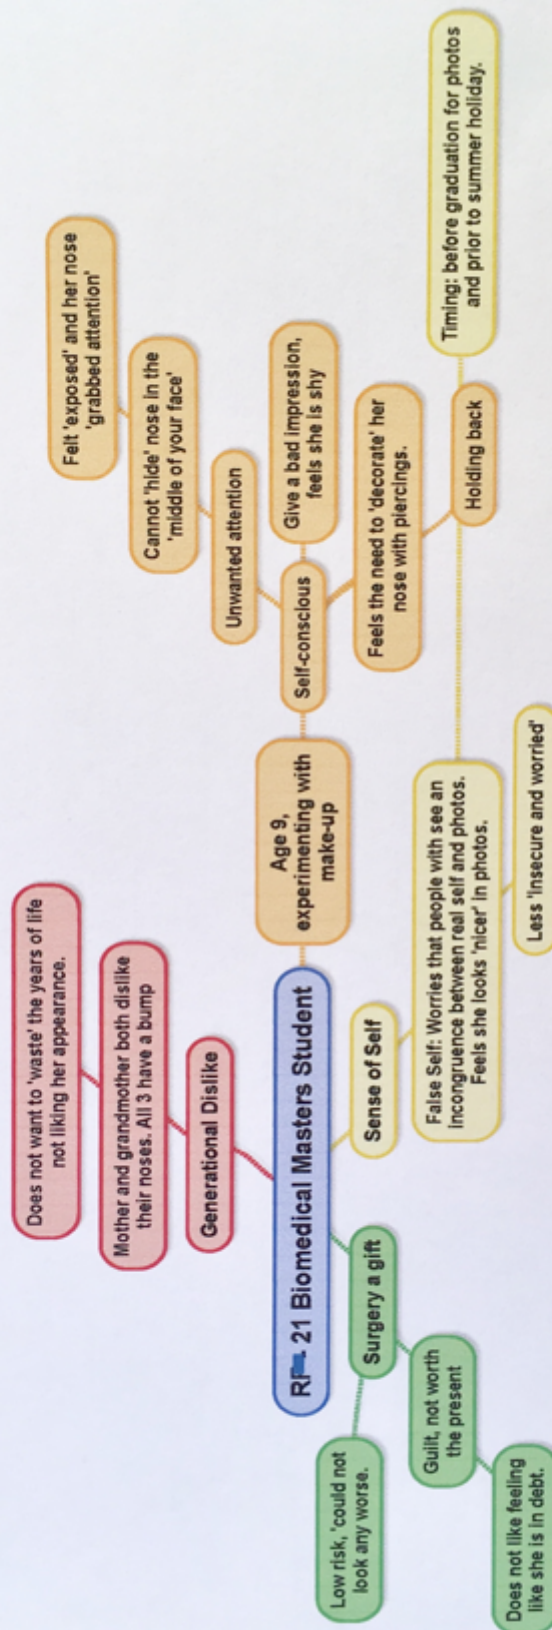 Does not want to 'waste' the years of life
not liking her appearance.
Mother and grandmother both dislike
their noses. All 3 have a bump
Generational Dislike
21 Biomedical Masters Student
Age 9,
experimenting with
make-up
Self-conscious
Unwanted attention
Cannot 'hide' nose in the
'middle of your face'
Felt 'exposed' and her nose
'grabbed attention'
Give a bad impression,
feels she is shy
Feels the need to 'decorate' her
nose with piercings.
Holding back
Timing: before graduation for photos
and prior to summer holiday.
Sense of Self
False Self: Worries that people with see an
incongruence between real self and photos.
Feels she looks 'nicer' in photos.
Less 'insecure and worried'
Surgery a gift
Low risk, 'could not
look any worse.
Guilt, not worth
the present
Does not like feeling
like she is in debt.